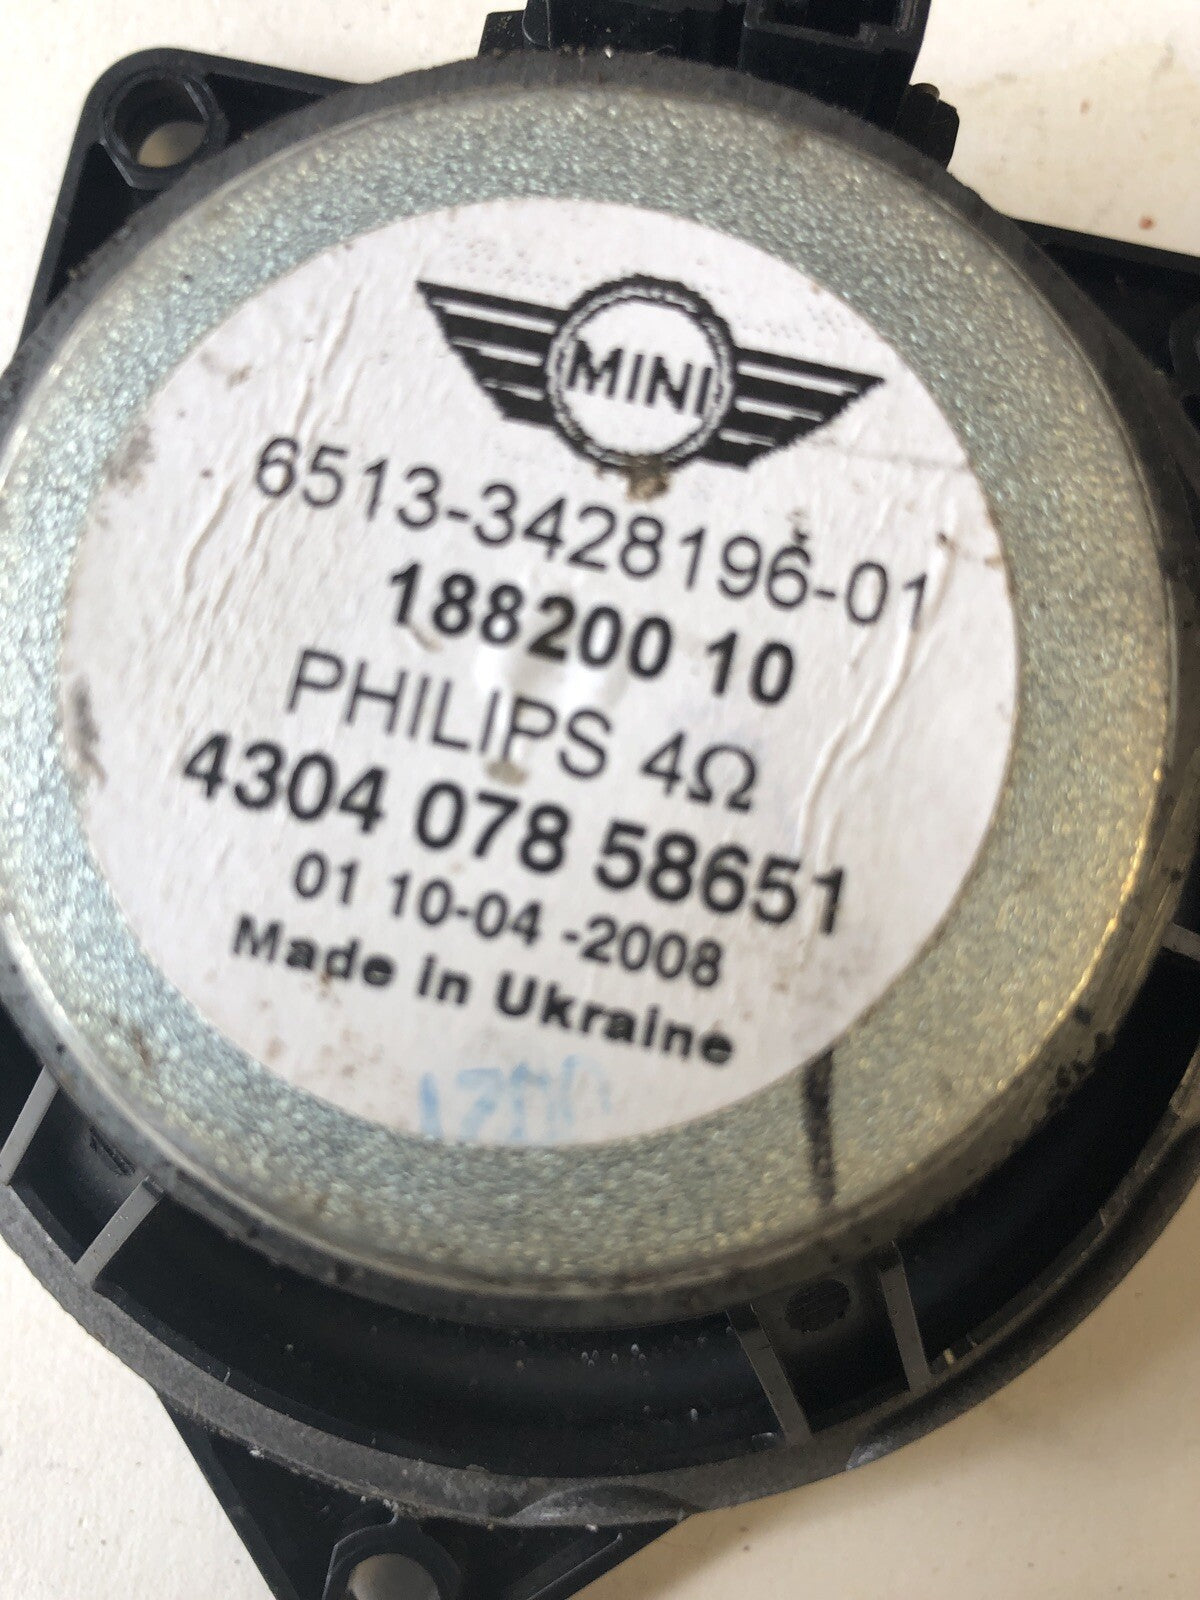 MINI
6513-3428196-01
188200 10
PHILIPS 4Ω
4304 078 58651
01 10-04 -2008
Made in Ukraine